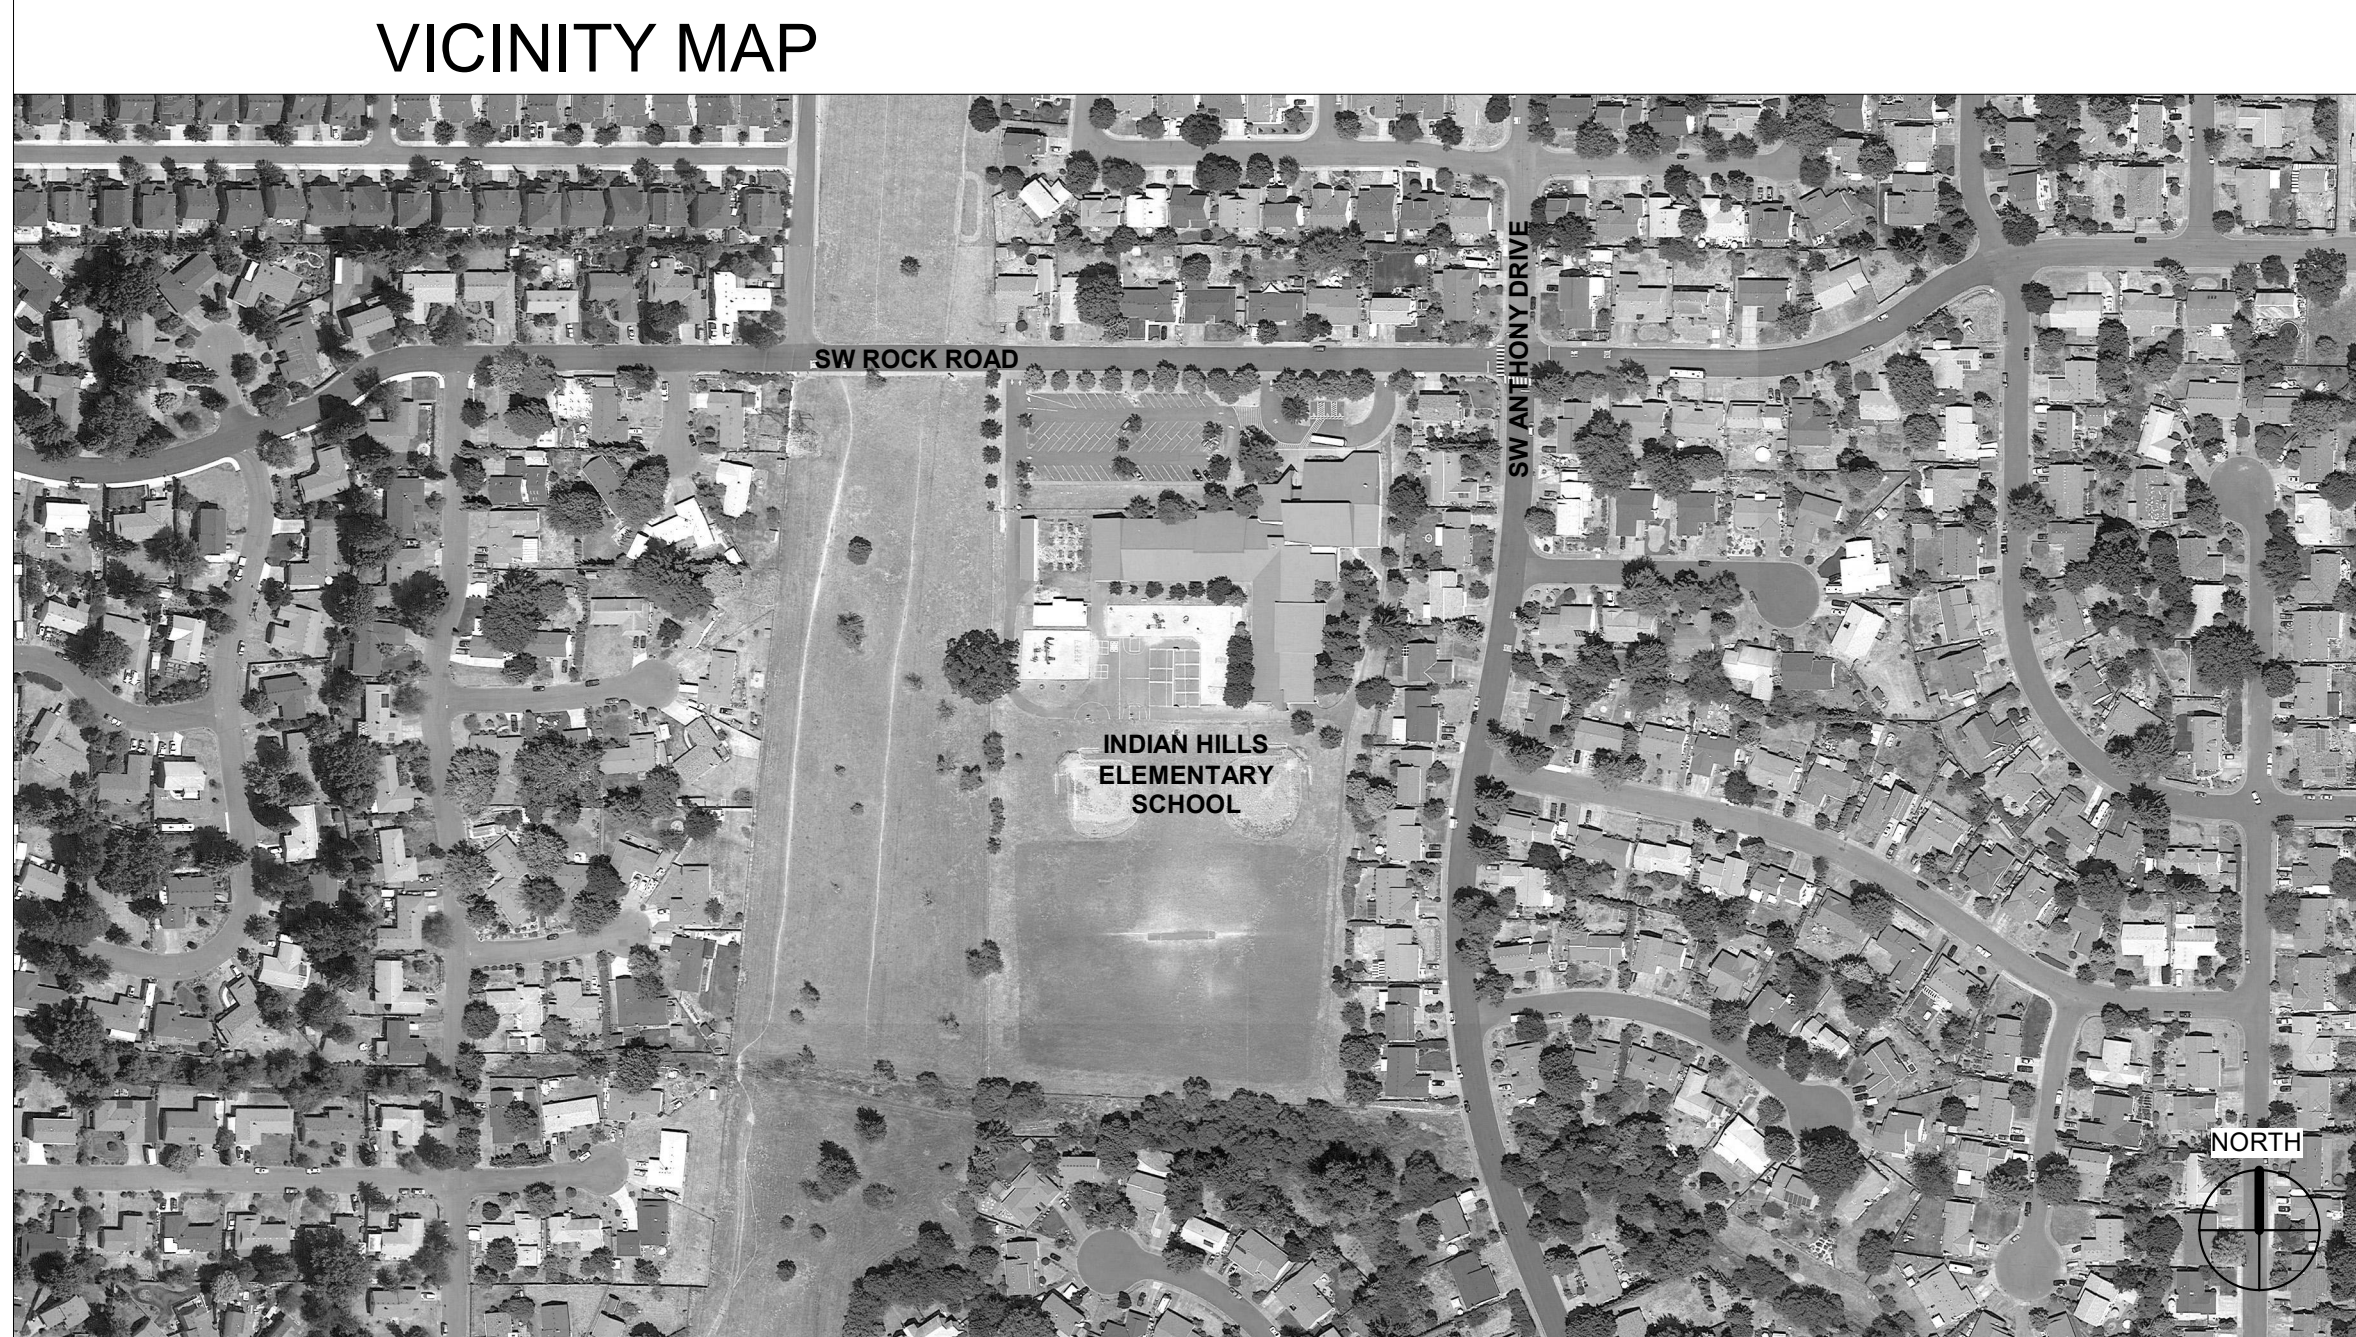 VICINITY MAP
SW ROCK ROAD
SW ANTHONY DRIVE
INDIAN HILLS
ELEMENTARY
SCHOOL
NORTH